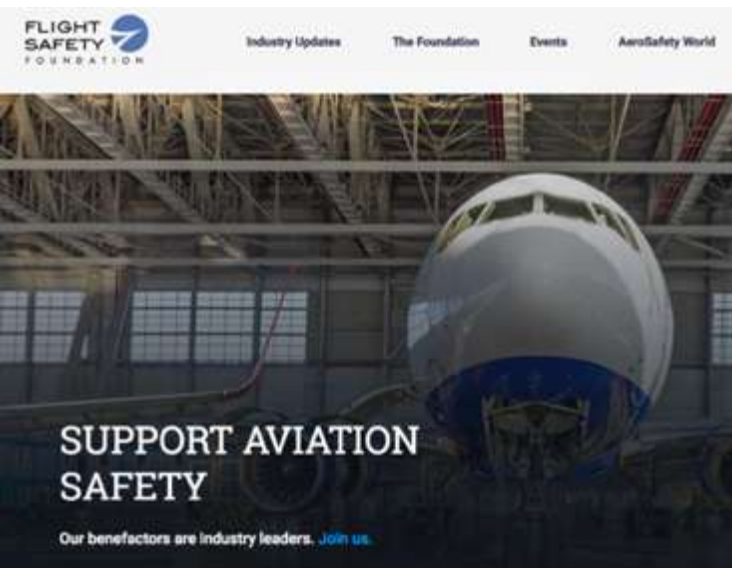 FLIGHT
SAFETY
FOUNDATION
Industry Updates The Foundation Events AeroSafety World
SUPPORT AVIATION
SAFETY
Our benefactors are industry leaders. Join us.